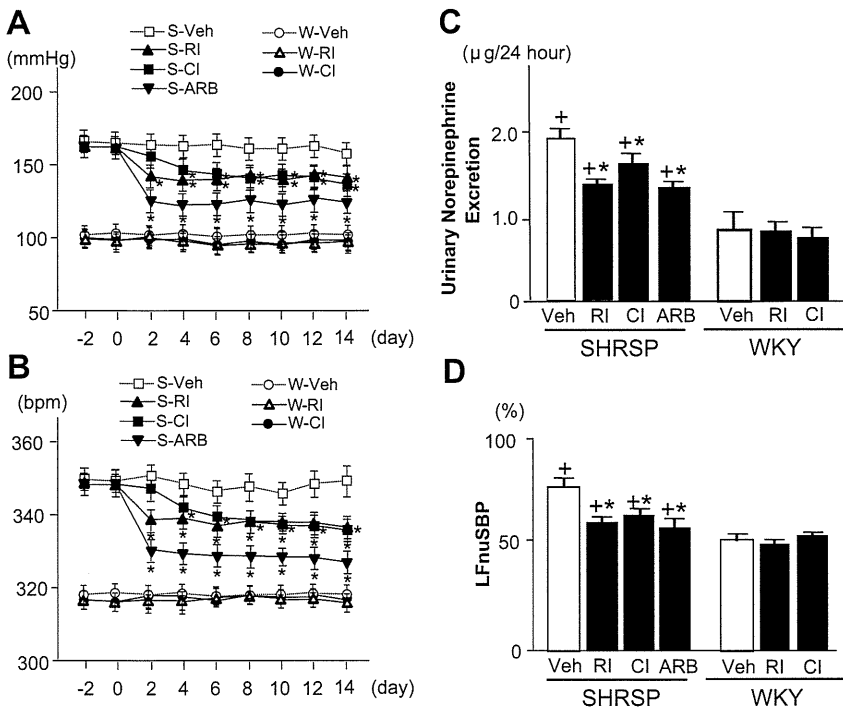 A
(mmHg)
S-Veh
S-RI
S-CI
S-ARB
W-Veh
W-RI
W-CI
200
150
100
50
-2 0 2 4 6 8 10 12 14 (day)
B
(bpm)
S-Veh
S-RI
S-CI
S-ARB
W-Veh
W-RI
W-CI
360
340
320
300
-2 0 2 4 6 8 10 12 14 (day)
C
(μg/24 hour)
Urinary Norepinephrine
Excretion
2.0
1.0
0
+
+*
+*
+*
Veh RI CI ARB Veh RI CI
SHRSP WKY
D
(%)
LFnuSBP
100
50
0
+
+*
+*
+*
Veh RI CI ARB Veh RI CI
SHRSP WKY